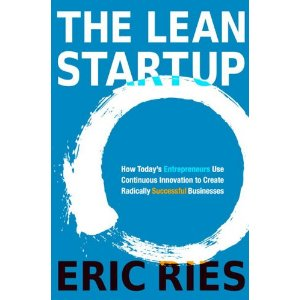 THE LEAN
STARTUP
How Today's Entrepreneurs Use
Continuous Innovation to Create
Radically Successful Businesses
ERIC RIES